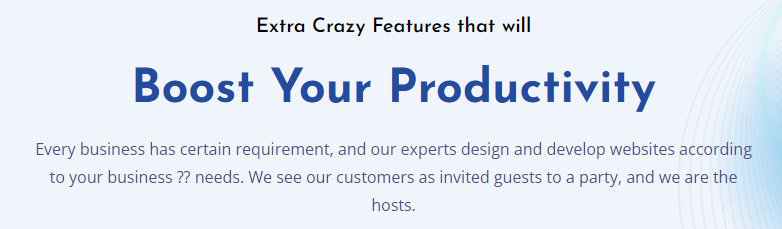 Extra Crazy Features that will
Boost Your Productivity
Every business has certain requirement, and our experts design and develop websites according
to your business ?? needs. We see our customers as invited guests to a party, and we are the
hosts.